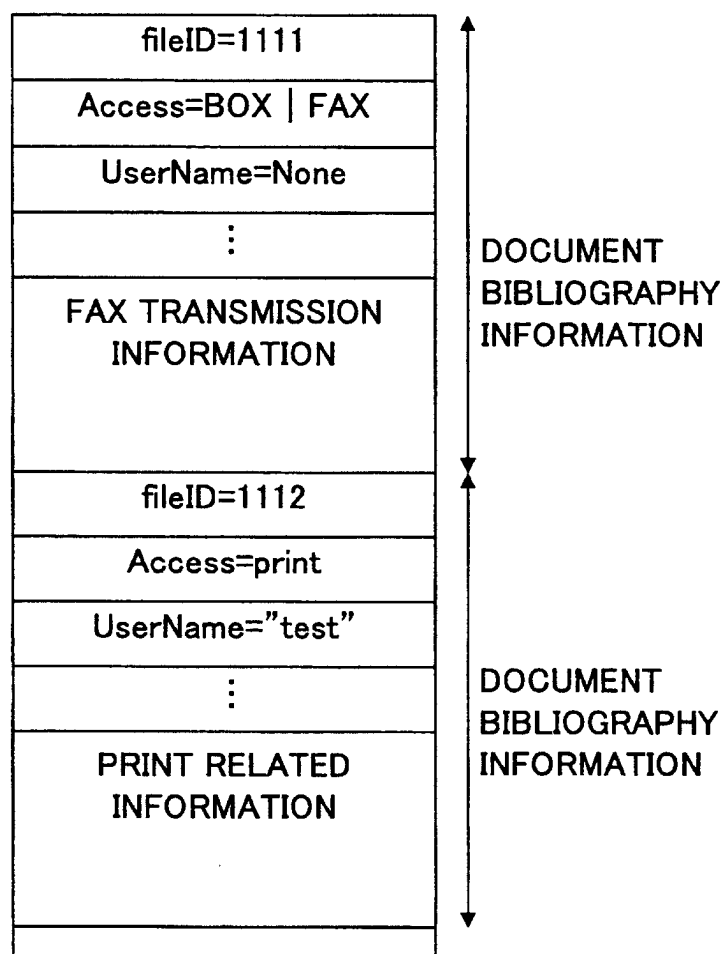 fileID=1111
Access=BOX | FAX
UserName=None
⋮
FAX TRANSMISSION
INFORMATION
DOCUMENT
BIBLIOGRAPHY
INFORMATION
fileID=1112
Access=print
UserName=”test”
⋮
PRINT RELATED
INFORMATION
DOCUMENT
BIBLIOGRAPHY
INFORMATION